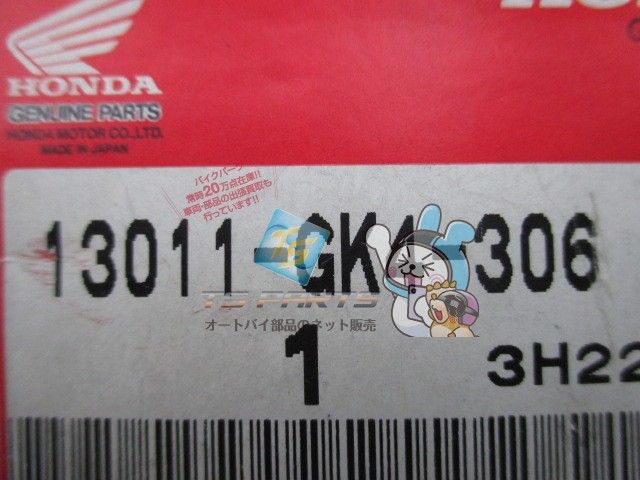 HONDA
GENUINE PARTS
HONDA MOTOR CO.,LTD.
MADE IN JAPAN
バイクパーツ
常時20万点在庫!!
車両・部品の出張買取も
行っています!!
13011-GK4-306
TS PARTS
オートバイ部品のネット販売
1
3H22